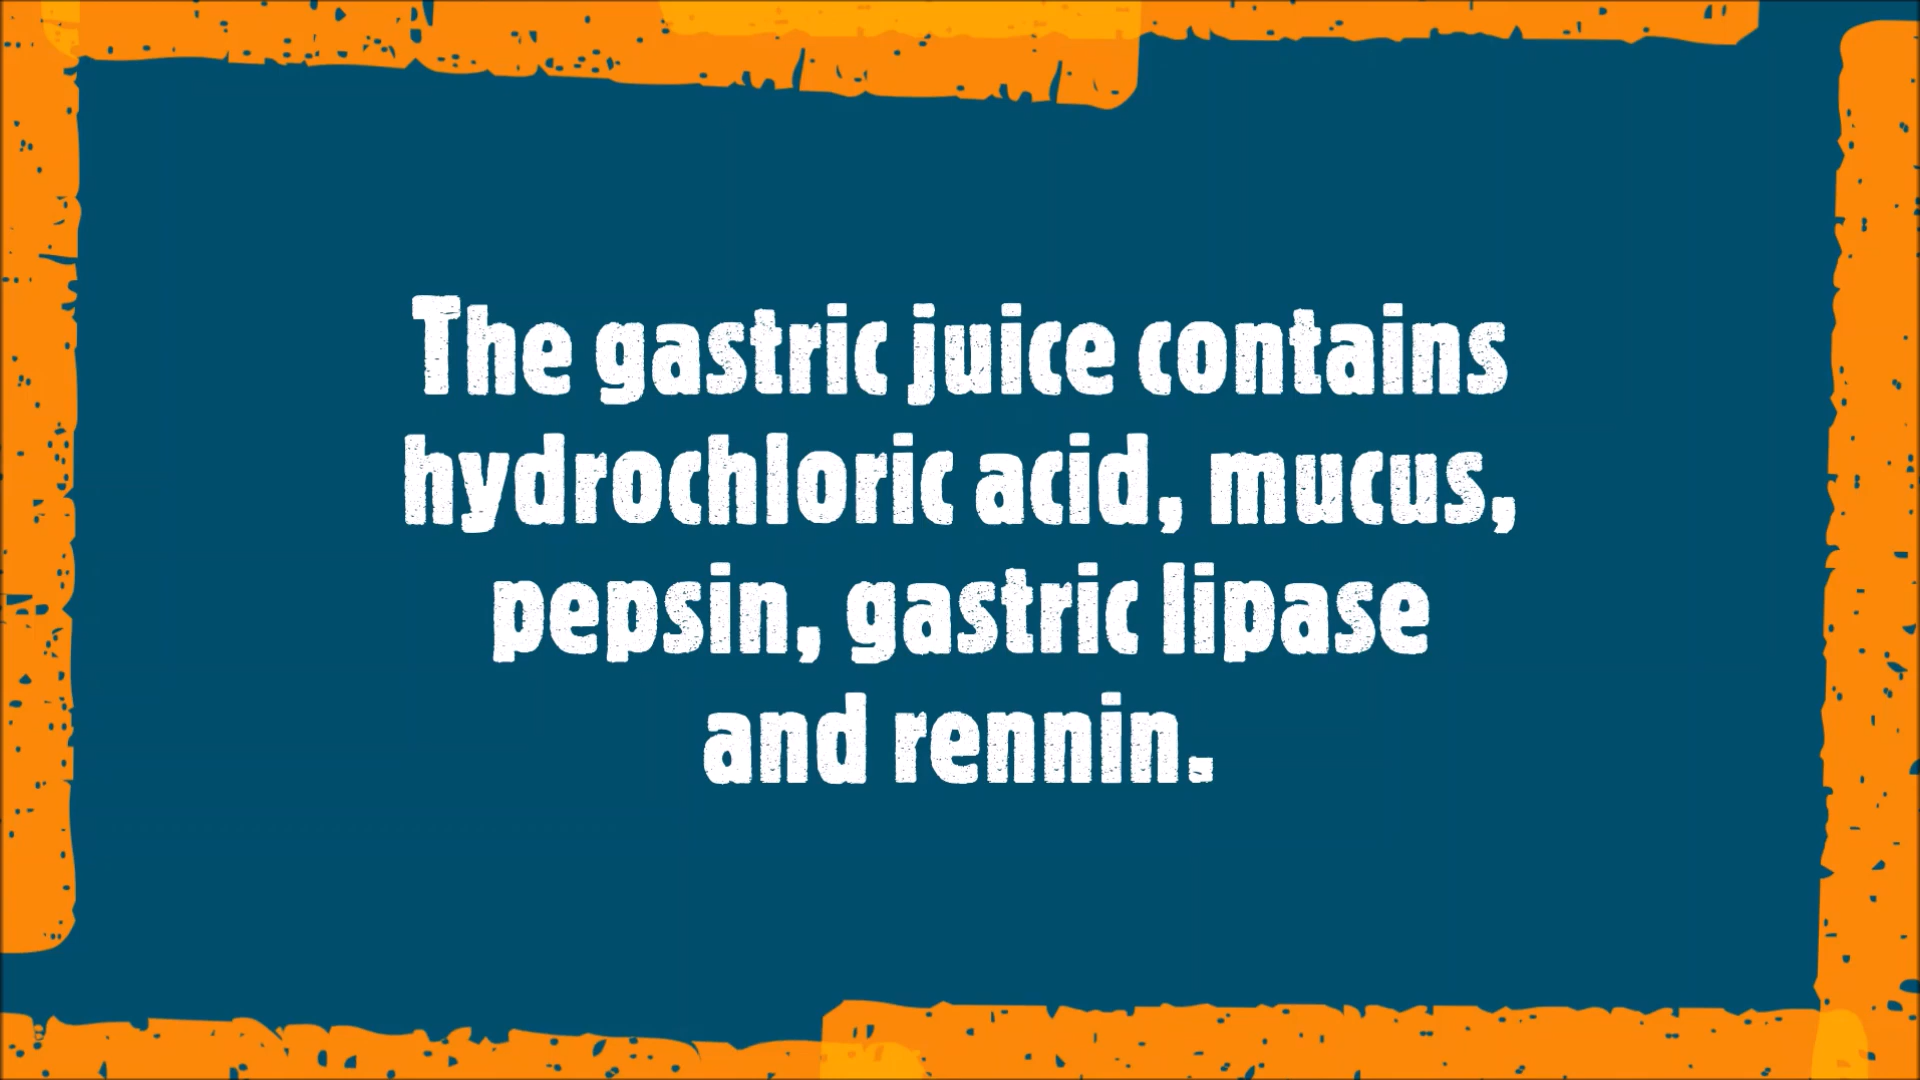 The gastric juice contains
hydrochloric acid, mucus,
pepsin, gastric lipase
and rennin.